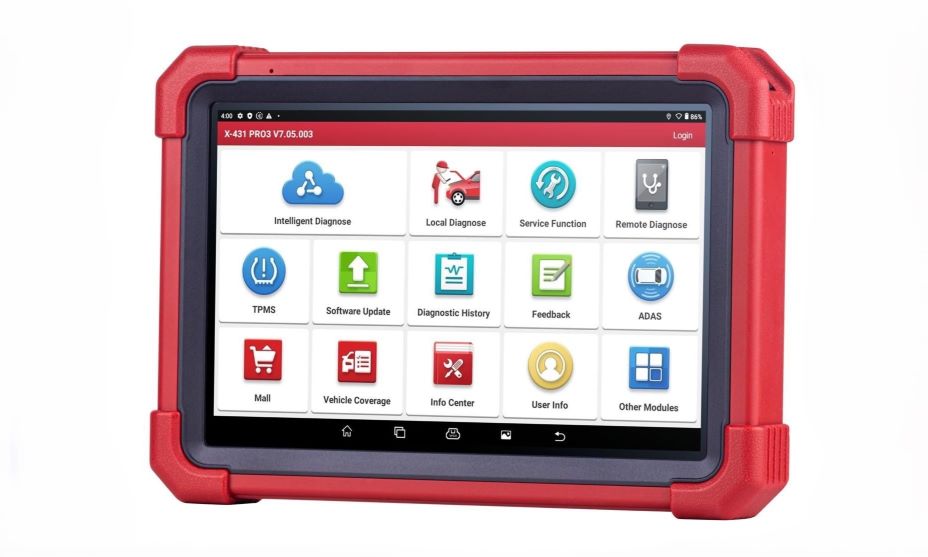 4:00
86%
X-431 PRO3 V7.05.003
Login
Intelligent Diagnose
Local Diagnose
Service Function
Remote Diagnose
TPMS
Software Update
Diagnostic History
Feedback
ADAS
Mall
Vehicle Coverage
Info Center
User Info
Other Modules